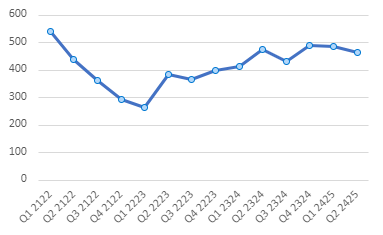 600
500
400
300
200
100
0
Q1 2122
Q2 2122
Q3 2122
Q4 2122
Q1 2223
Q2 2223
Q3 2223
Q4 2223
Q1 2324
Q2 2324
Q3 2324
Q4 2324
Q1 2425
Q2 2425